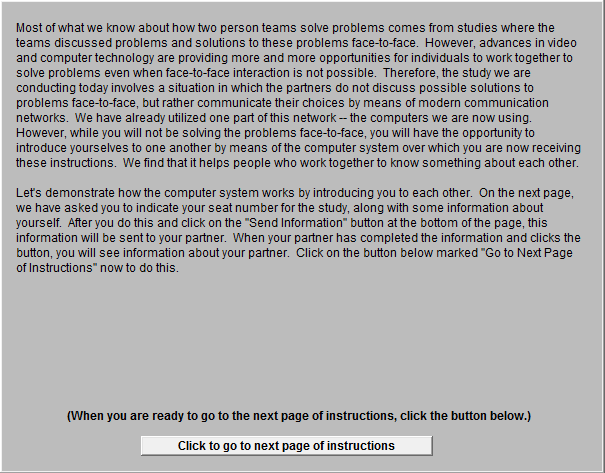 Most of what we know about how two person teams solve problems comes from studies where the
teams discussed problems and solutions to these problems face-to-face.  However, advances in video
and computer technology are providing more and more opportunities for individuals to work together to
solve problems even when face-to-face interaction is not possible.  Therefore, the study we are
conducting today involves a situation in which the partners do not discuss possible solutions to
problems face-to-face, but rather communicate their choices by means of modern communication
networks.  We have already utilized one part of this network -- the computers we are now using.
However, while you will not be solving the problems face-to-face, you will have the opportunity to
introduce yourselves to one another by means of the computer system over which you are now receiving
these instructions.  We find that it helps people who work together to know something about each other.

Let's demonstrate how the computer system works by introducing you to each other.  On the next page,
we have asked you to indicate your seat number for the study, along with some information about
yourself.  After you do this and click on the "Send Information" button at the bottom of the page, this
information will be sent to your partner.  When your partner has completed the information and clicks the
button, you will see information about your partner.  Click on the button below marked "Go to Next Page
of Instructions" now to do this.

(When you are ready to go to the next page of instructions, click the button below.)
Click to go to next page of instructions